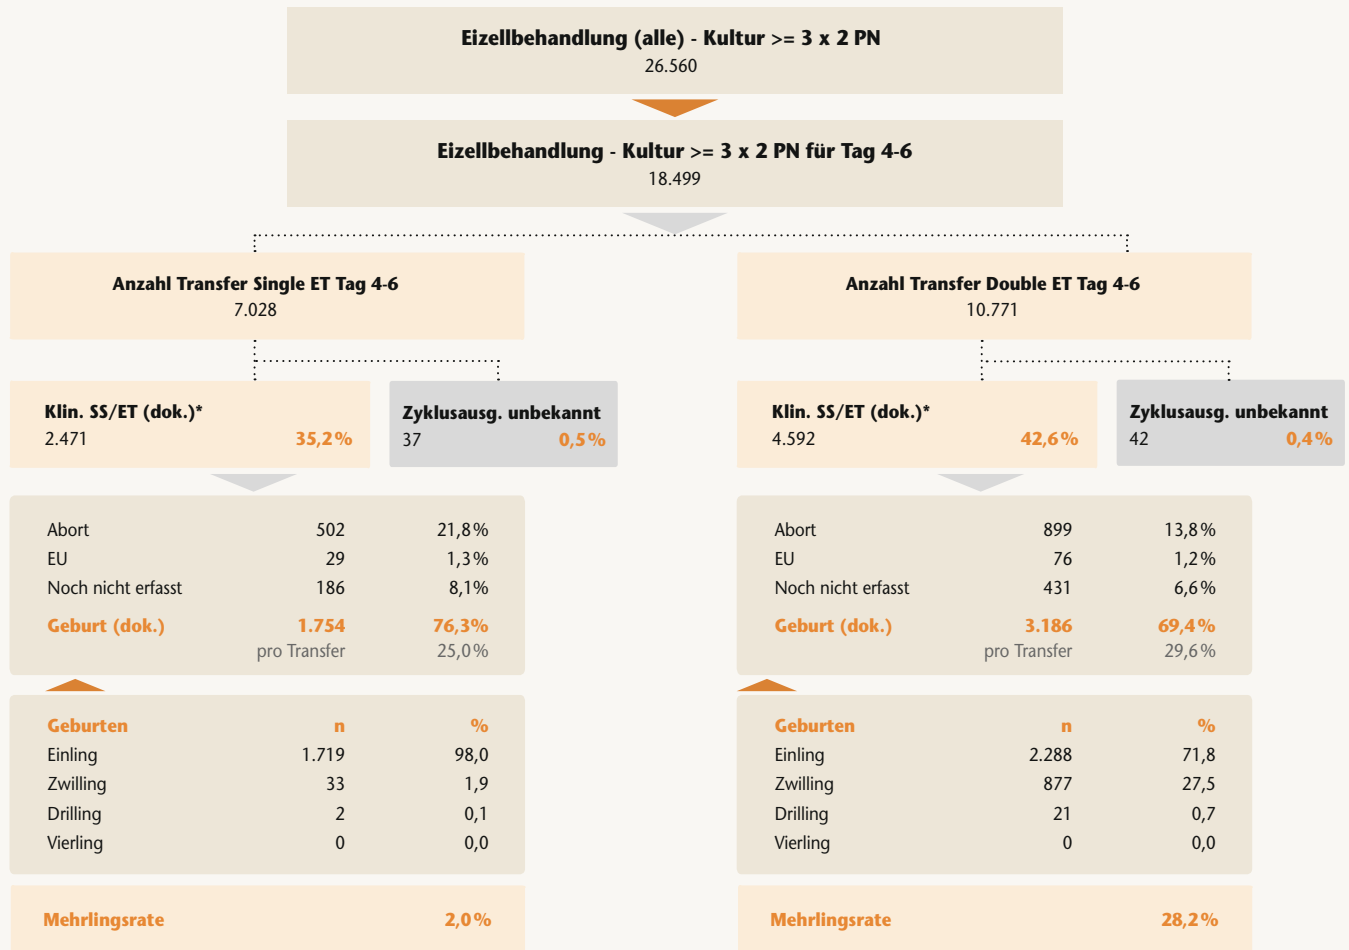 Eizellbehandlung (alle) - Kultur >= 3 x 2 PN
26.560
Eizellbehandlung - Kultur >= 3 x 2 PN für Tag 4-6
18.499
Anzahl Transfer Single ET Tag 4-6
7.028
Klin. SS/ET (dok.)*
2.471 35,2%
Zyklusausg. unbekannt
37 0,5%
Abort 502 21,8%
EU 29 1,3%
Noch nicht erfasst 186 8,1%
Geburt (dok.) 1.754 76,3%
pro Transfer 25,0%
Geburten n %
Einling 1.719 98,0
Zwilling 33 1,9
Drilling 2 0,1
Vierling 0 0,0
Mehrlingsrate 2,0%
Anzahl Transfer Double ET Tag 4-6
10.771
Klin. SS/ET (dok.)*
4.592 42,6%
Zyklusausg. unbekannt
42 0,4%
Abort 899 13,8%
EU 76 1,2%
Noch nicht erfasst 431 6,6%
Geburt (dok.) 3.186 69,4%
pro Transfer 29,6%
Geburten n %
Einling 2.288 71,8
Zwilling 877 27,5
Drilling 21 0,7
Vierling 0 0,0
Mehrlingsrate 28,2%